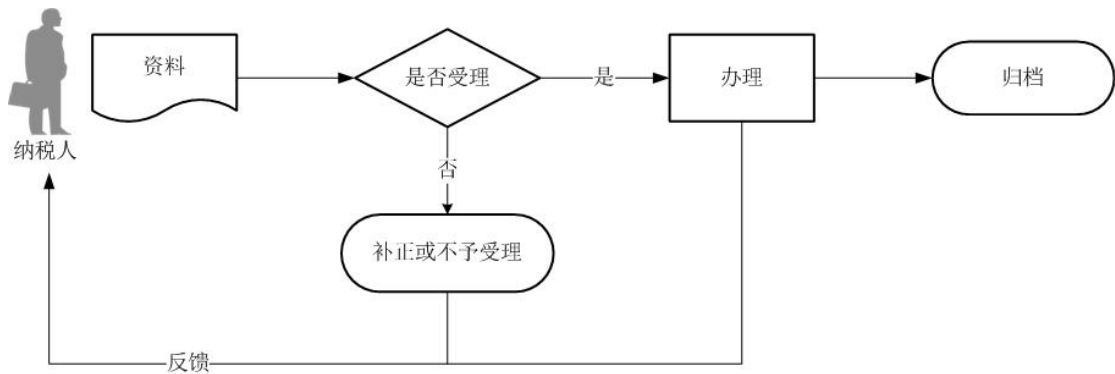 资料
是否受理
是
办理
归档
纳税人
否
补正或不予受理
反馈